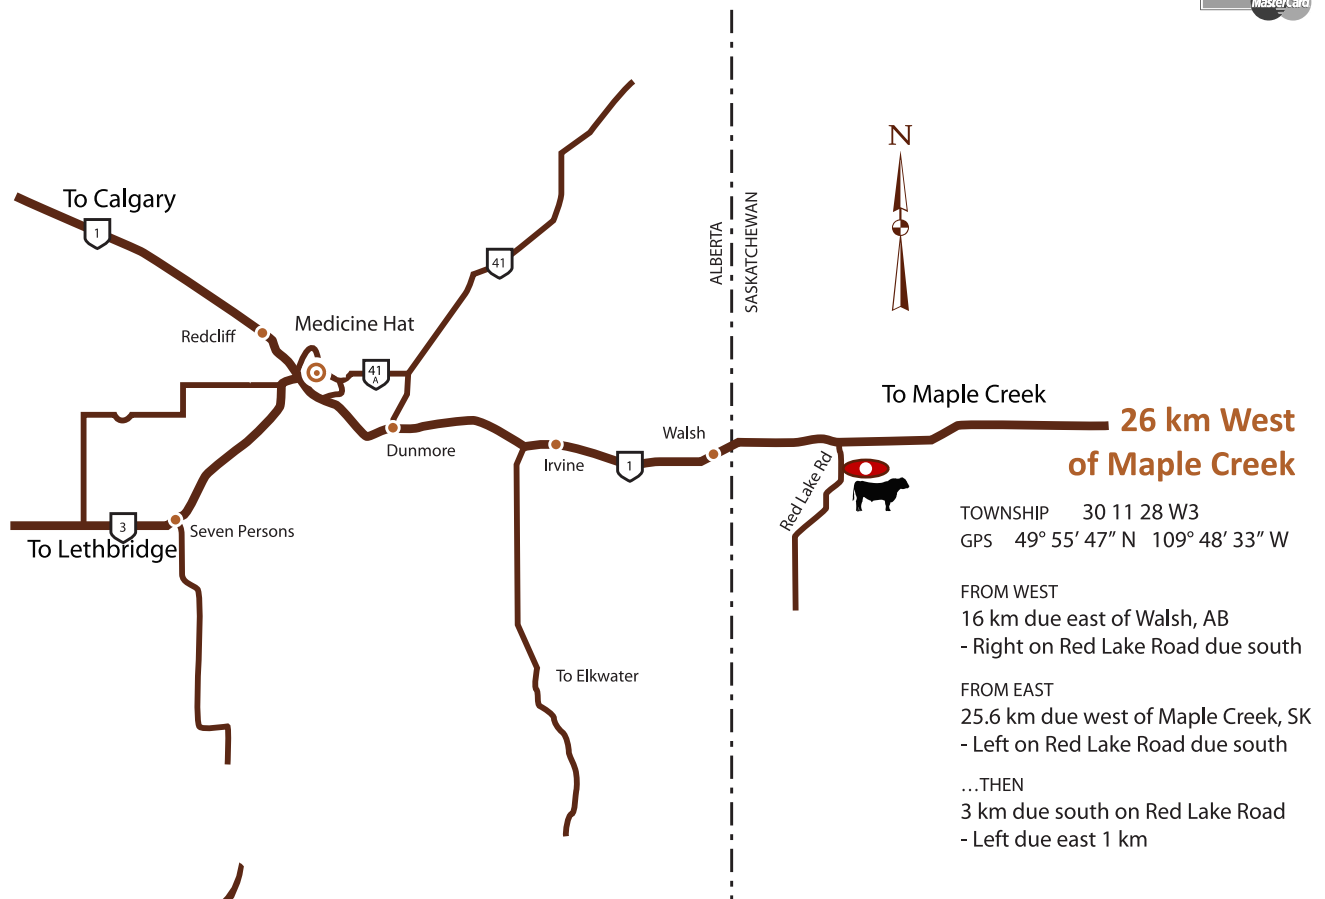 MasterCard
N
To Calgary
1
ALBERTA
SASKATCHEWAN
41
Medicine Hat
Redcliff
41
A
To Maple Creek
26 km West
of Maple Creek
Walsh
Dunmore
Irvine
1
Red Lake Rd
TOWNSHIP 30 11 28 W3
GPS 49° 55’ 47” N 109° 48’ 33” W
3
Seven Persons
To Lethbridge
FROM WEST
16 km due east of Walsh, AB
- Right on Red Lake Road due south
To Elkwater
FROM EAST
25.6 km due west of Maple Creek, SK
- Left on Red Lake Road due south
…THEN
3 km due south on Red Lake Road
- Left due east 1 km